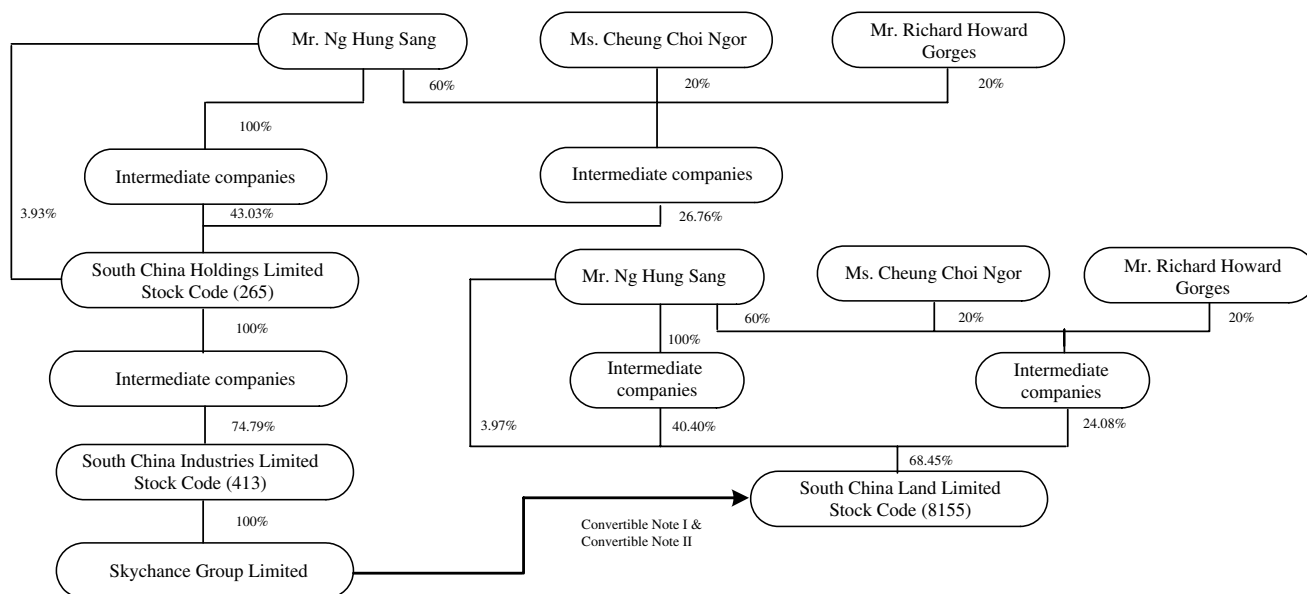 Mr. Ng Hung Sang
Ms. Cheung Choi Ngor
Mr. Richard Howard
Gorges
60%
20%
20%
100%
Intermediate companies
Intermediate companies
3.93%
43.03%
26.76%
South China Holdings Limited
Stock Code (265)
Mr. Ng Hung Sang
Ms. Cheung Choi Ngor
Mr. Richard Howard
Gorges
100%
60%
20%
20%
100%
Intermediate companies
Intermediate
companies
Intermediate
companies
74.79%
3.97%
40.40%
24.08%
South China Industries Limited
Stock Code (413)
68.45%
South China Land Limited
Stock Code (8155)
100%
Convertible Note I &
Convertible Note II
Skychance Group Limited